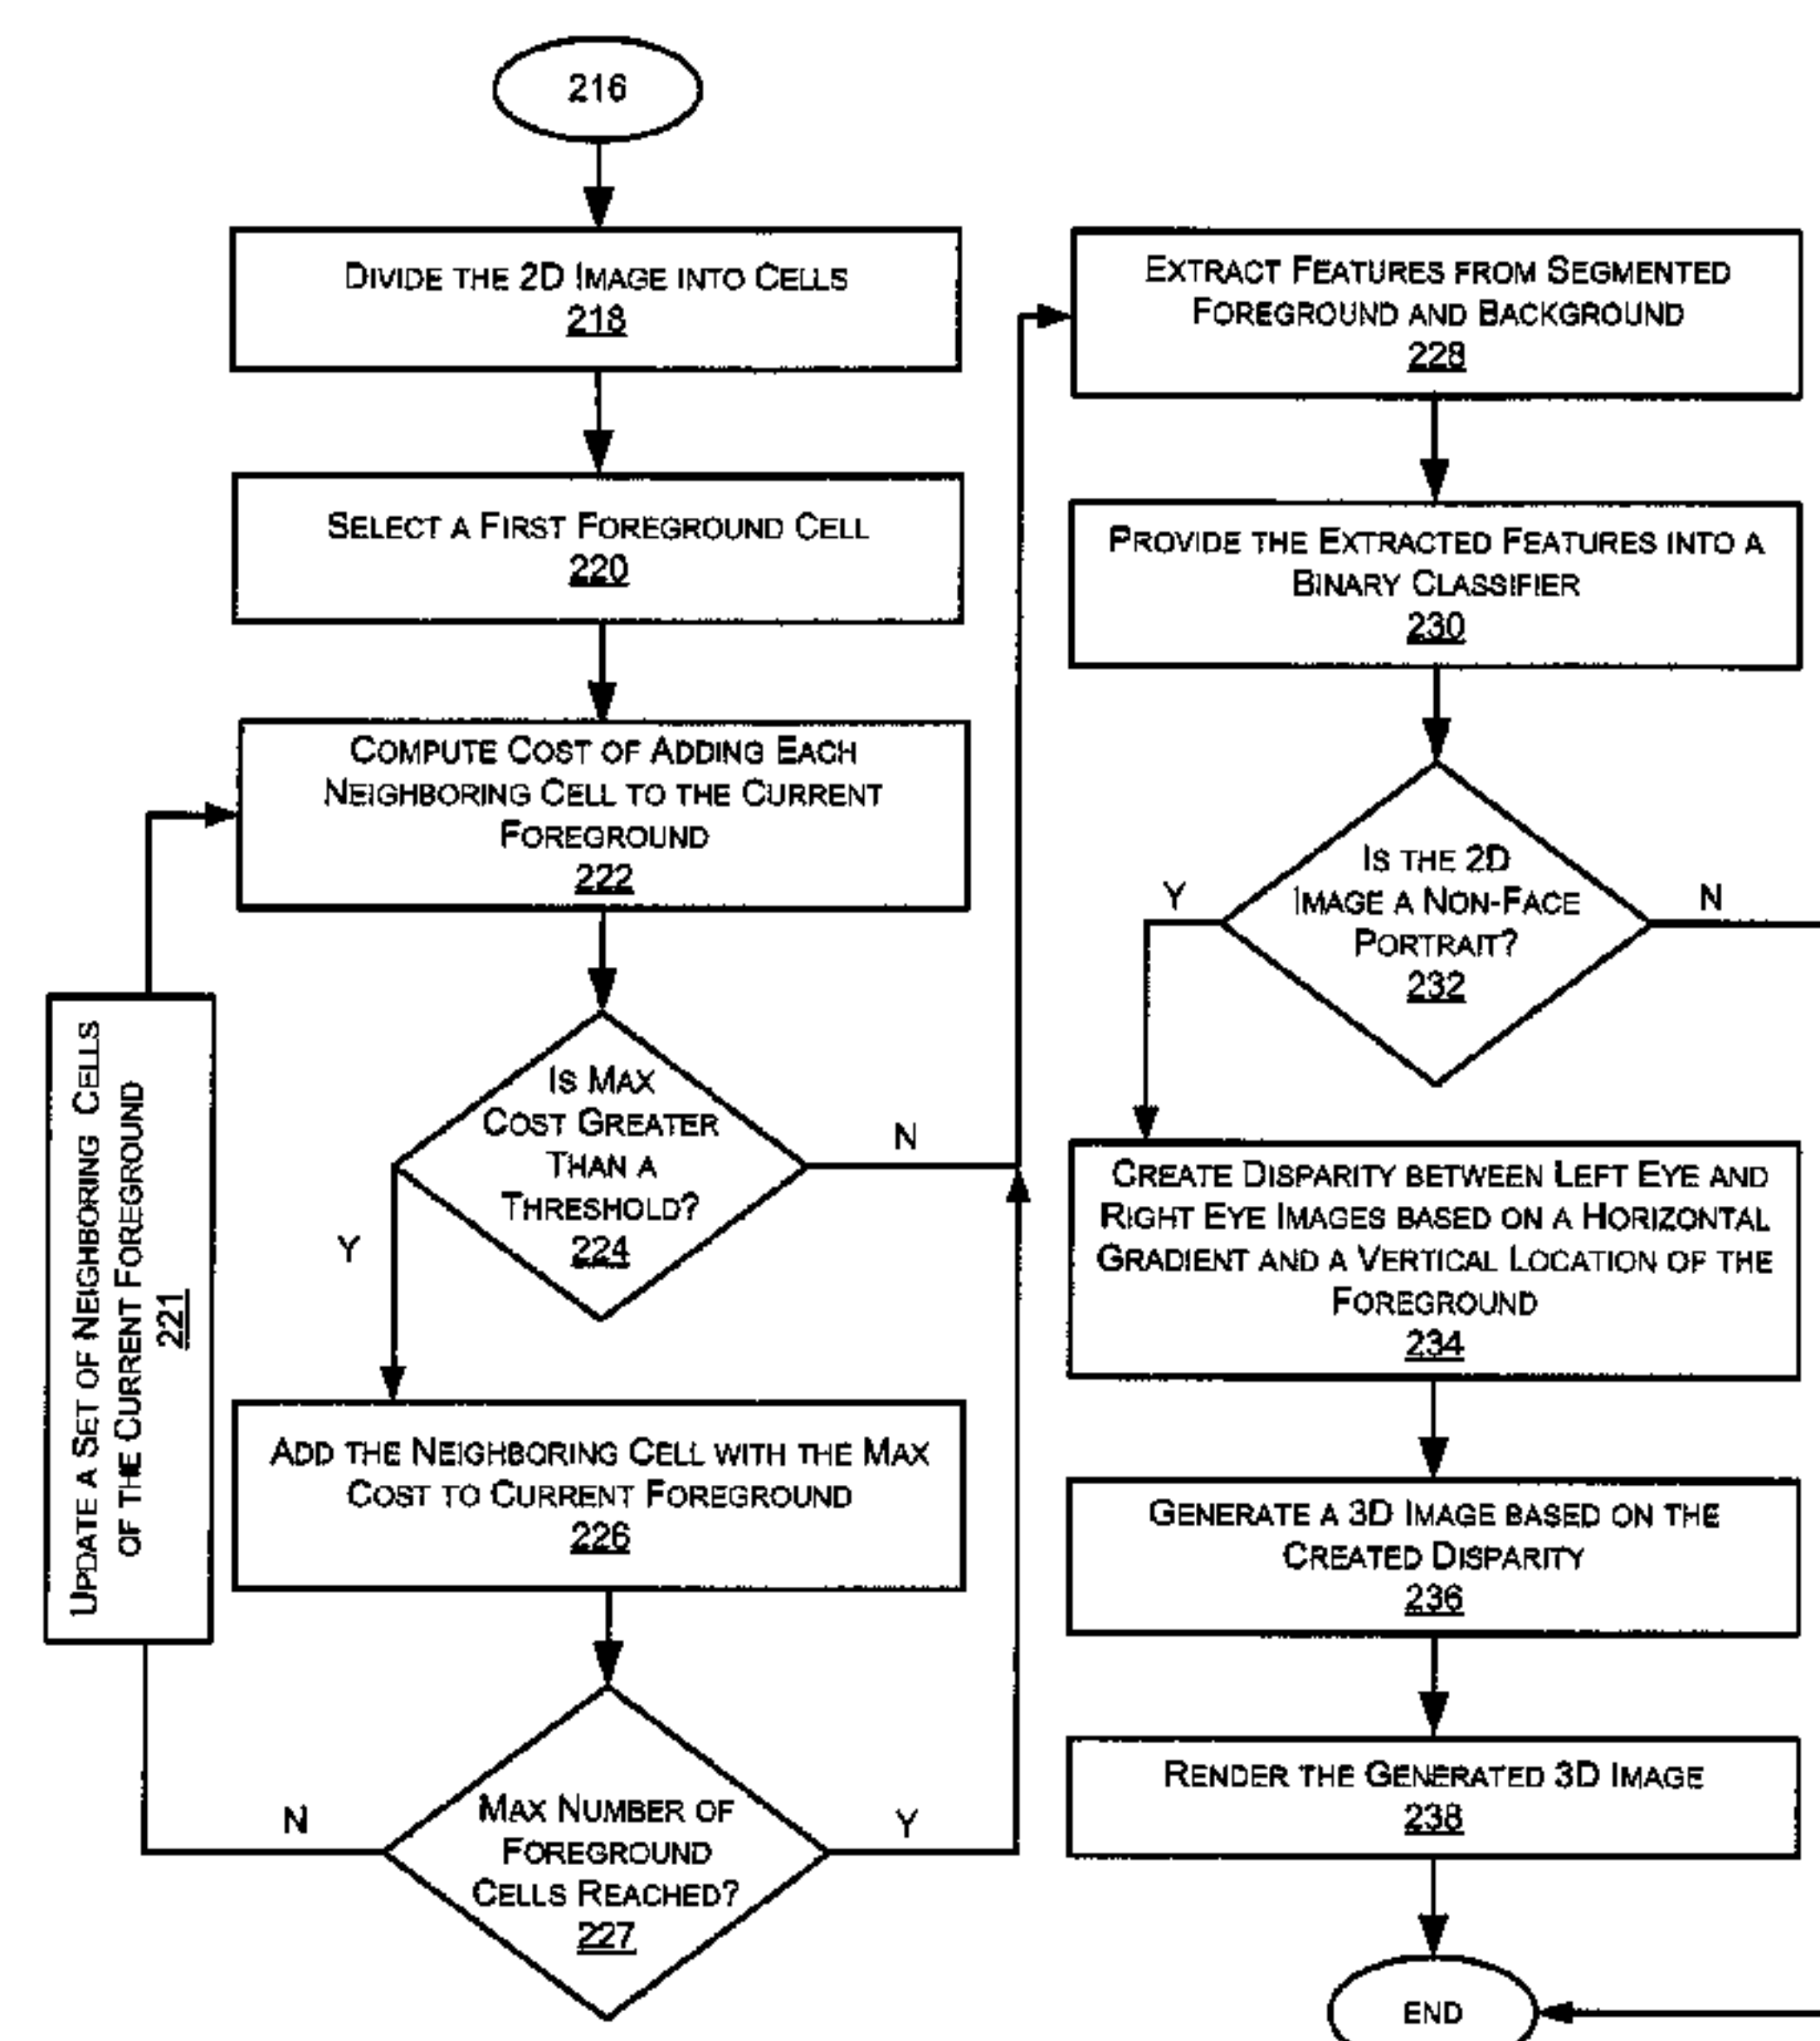 216
DIVIDE THE 2D IMAGE INTO CELLS
218
SELECT A FIRST FOREGROUND CELL
220
COMPUTE COST OF ADDING EACH
NEIGHBORING CELL TO THE CURRENT
FOREGROUND
222
UPDATE A SET OF NEIGHBORING CELLS
OF THE CURRENT FOREGROUND
221
IS MAX
COST GREATER
THAN A
THRESHOLD?
224
N
Y
ADD THE NEIGHBORING CELL WITH THE MAX
COST TO CURRENT FOREGROUND
226
MAX NUMBER OF
FOREGROUND
CELLS REACHED?
227
N
Y
EXTRACT FEATURES FROM SEGMENTED
FOREGROUND AND BACKGROUND
228
PROVIDE THE EXTRACTED FEATURES INTO A
BINARY CLASSIFIER
230
IS THE 2D
IMAGE A NON-FACE
PORTRAIT?
232
Y
N
CREATE DISPARITY BETWEEN LEFT EYE AND
RIGHT EYE IMAGES BASED ON A HORIZONTAL
GRADIENT AND A VERTICAL LOCATION OF THE
FOREGROUND
234
GENERATE A 3D IMAGE BASED ON THE
CREATED DISPARITY
236
RENDER THE GENERATED 3D IMAGE
238
END